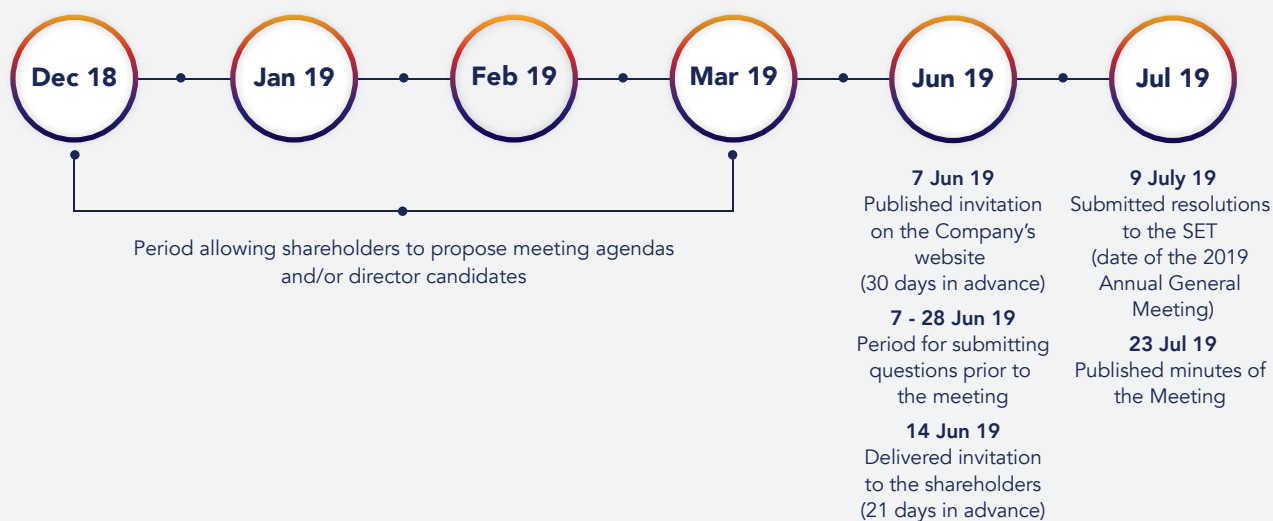 Dec 18
Jan 19
Feb 19
Mar 19
Jun 19
Jul 19
Period allowing shareholders to propose meeting agendas
and/or director candidates
7 Jun 19
Published invitation
on the Company’s
website
(30 days in advance)
7 - 28 Jun 19
Period for submitting
questions prior to
the meeting
14 Jun 19
Delivered invitation
to the shareholders
(21 days in advance)
9 July 19
Submitted resolutions
to the SET
(date of the 2019
Annual General
Meeting)
23 Jul 19
Published minutes of
the Meeting